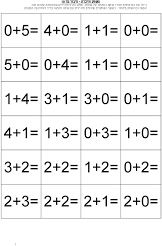 0+5= 4+0= 1+1= 0+0=
5+0= 0+4= 1+1= 0+0=
1+4= 3+1= 3+0= 0+1=
4+1= 1+3= 0+3= 1+0=
3+2= 2+2= 1+2= 0+2=
2+3= 2+2= 2+1= 2+0=